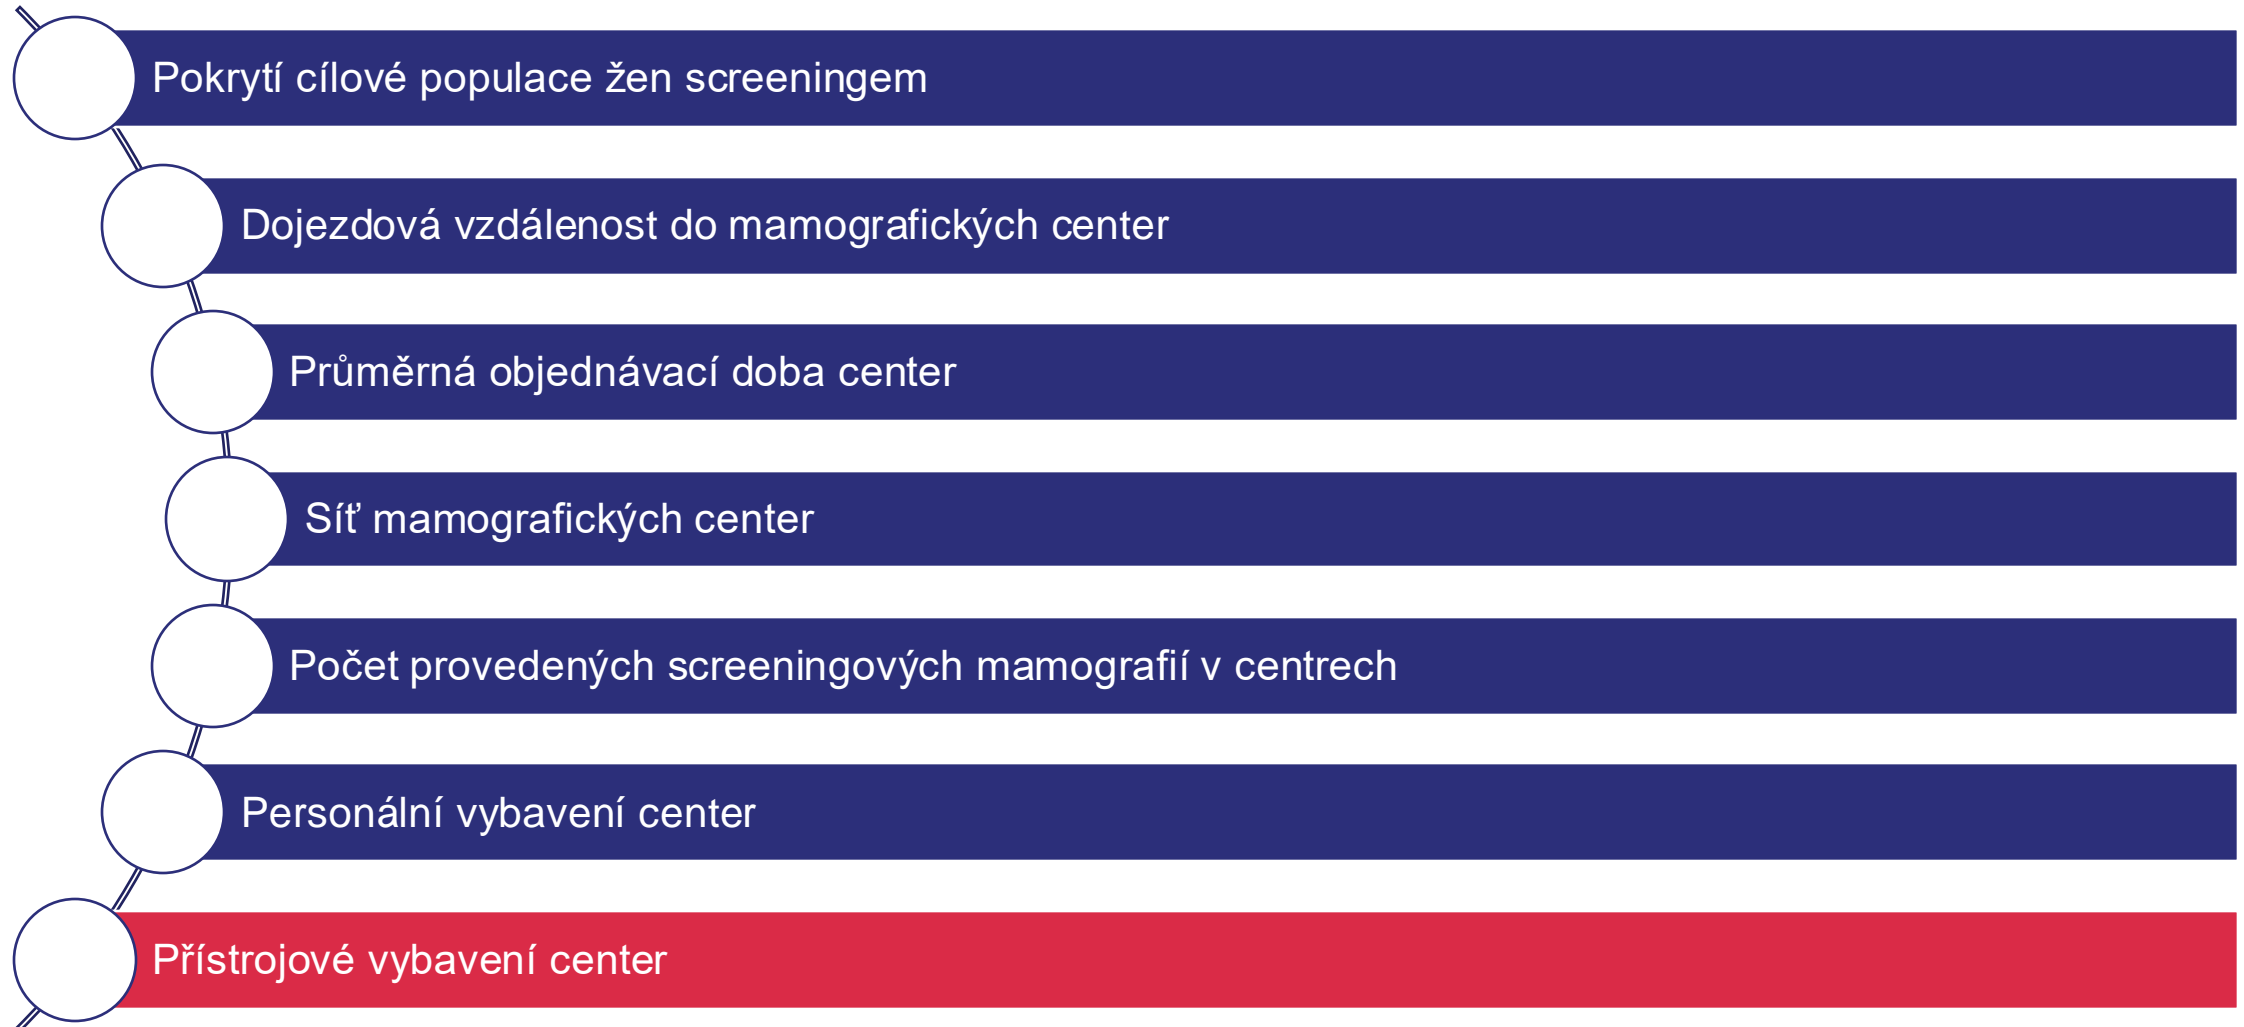 Pokrytí cílové populace žen screeningem
Dojezdová vzdálenost do mamografických center
Průměrná objednávací doba center
Síť mamografických center
Počet provedených screeningových mamografií v centrech
Personální vybavení center
Přístrojové vybavení center